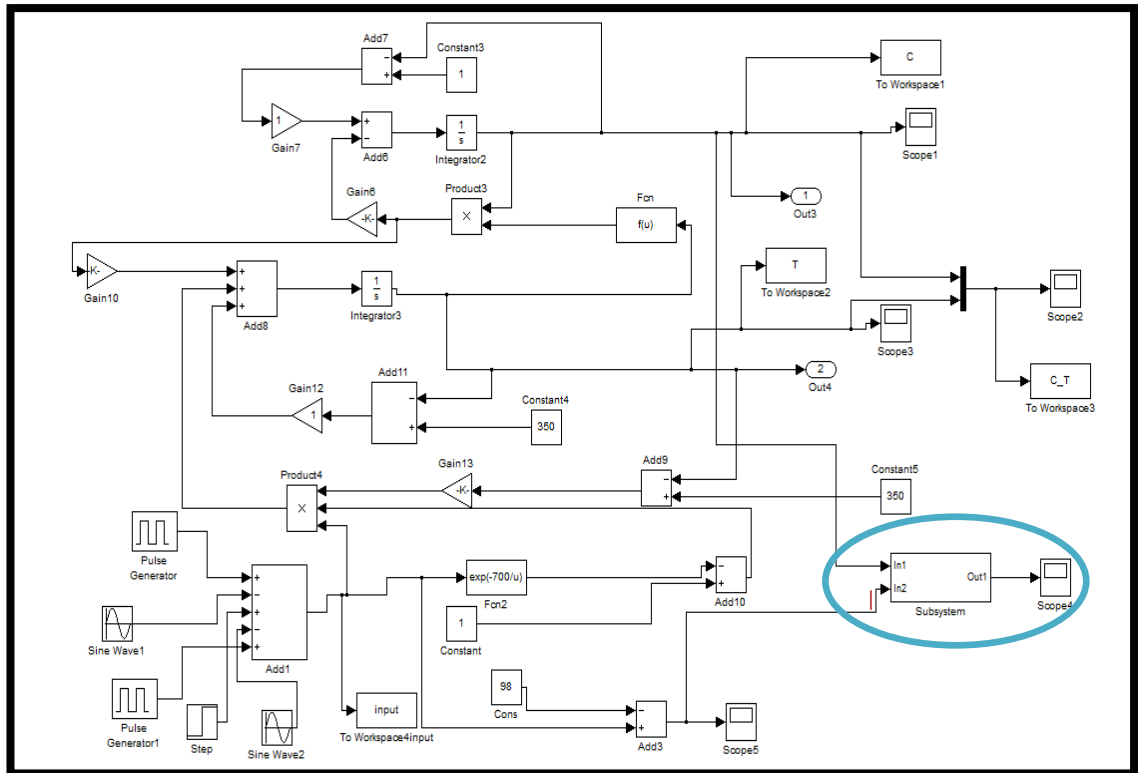 Add7
Constant3
−
+
1
C
To Workspace1
1
Gain7
+
−
Add6
1
s
Integrator2
Scope1
Gain6
-K-
Product3
X
Fcn
f(u)
1
Out3
-K-
Gain10
+
+
+
Add8
1
s
Integrator3
T
To Workspace2
Scope3
Scope2
Gain12
1
Add11
−
+
Constant4
350
2
Out4
C_T
To Workspace3
Product4
X
Gain13
-K-
Add9
−
+
Constant5
350
Pulse
Generator
+
−
+
−
+
Add1
exp(-700/u)
Fcn2
−
+
Add10
In1
In2
Out1
Subsystem
Scope4
Sine Wave1
1
Constant
Pulse
Generator1
Step
Sine Wave2
input
To Workspace4input
98
Cons
−
+
Add3
Scope5